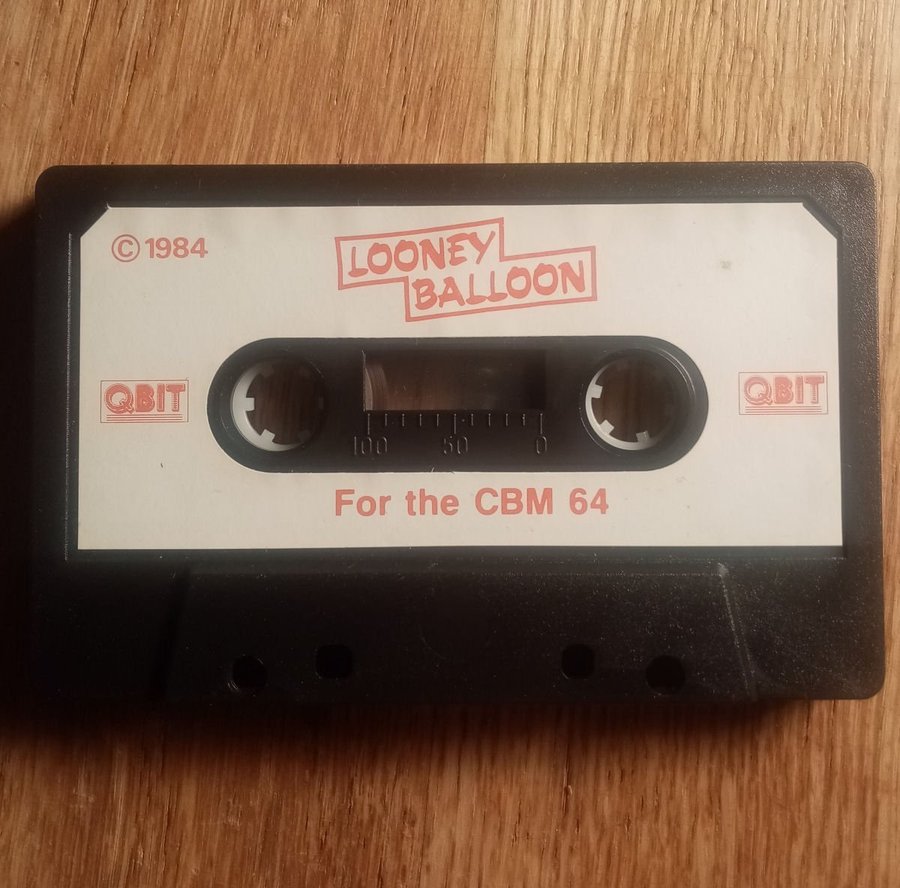 © 1984
LOONEY
BALLOON
QBIT
QBIT
100 50 0
For the CBM 64